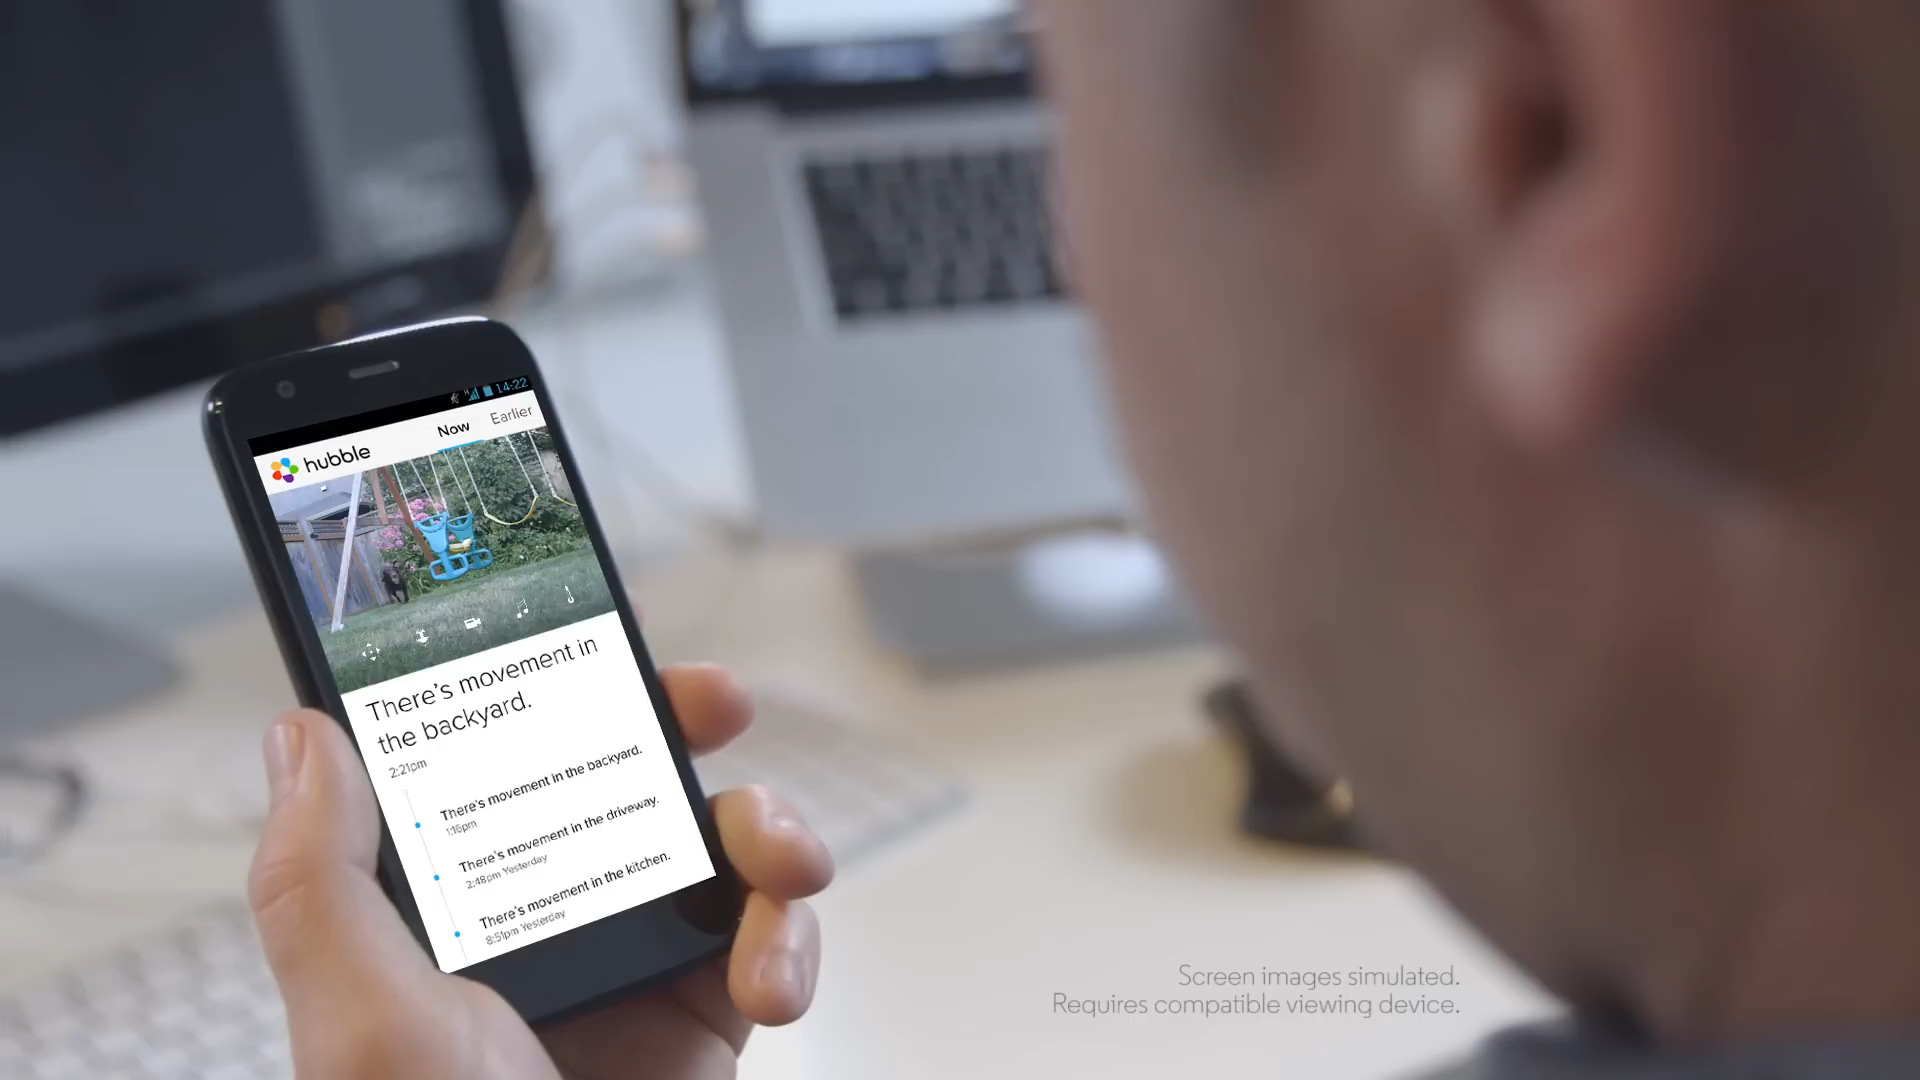 14:22
hubble Now Earlier
There's movement in
the backyard.
2:21pm
There's movement in the backyard.
1:16pm
There's movement in the driveway.
2:48pm Yesterday
There's movement in the kitchen.
8:51pm Yesterday
Screen images simulated.
Requires compatible viewing device.